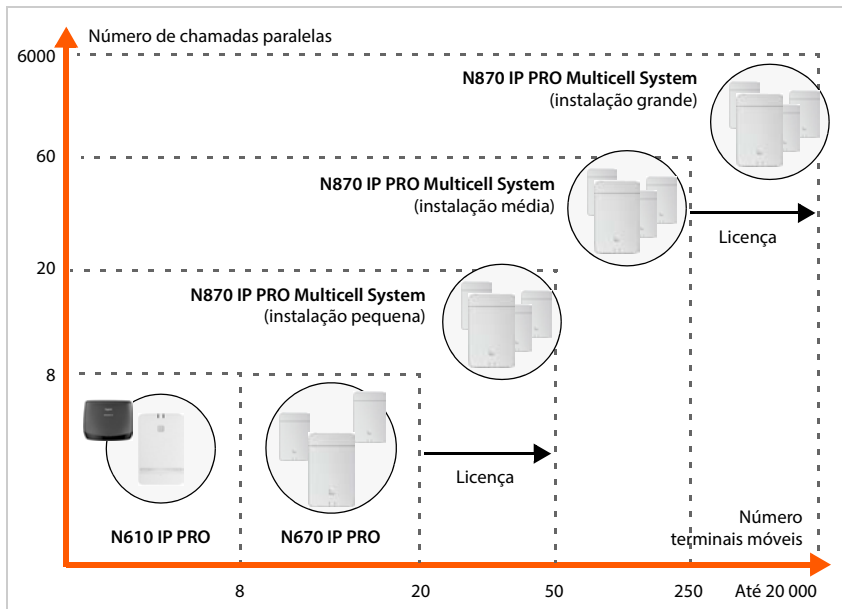 Número de chamadas paralelas
6000
N870 IP PRO Multicell System
(instalação grande)
60
N870 IP PRO Multicell System
(instalação média)
Licença
20
N870 IP PRO Multicell System
(instalação pequena)
8
Licença
N610 IP PRO
N670 IP PRO
Número
terminais móveis
8
20
50
250
Até 20 000